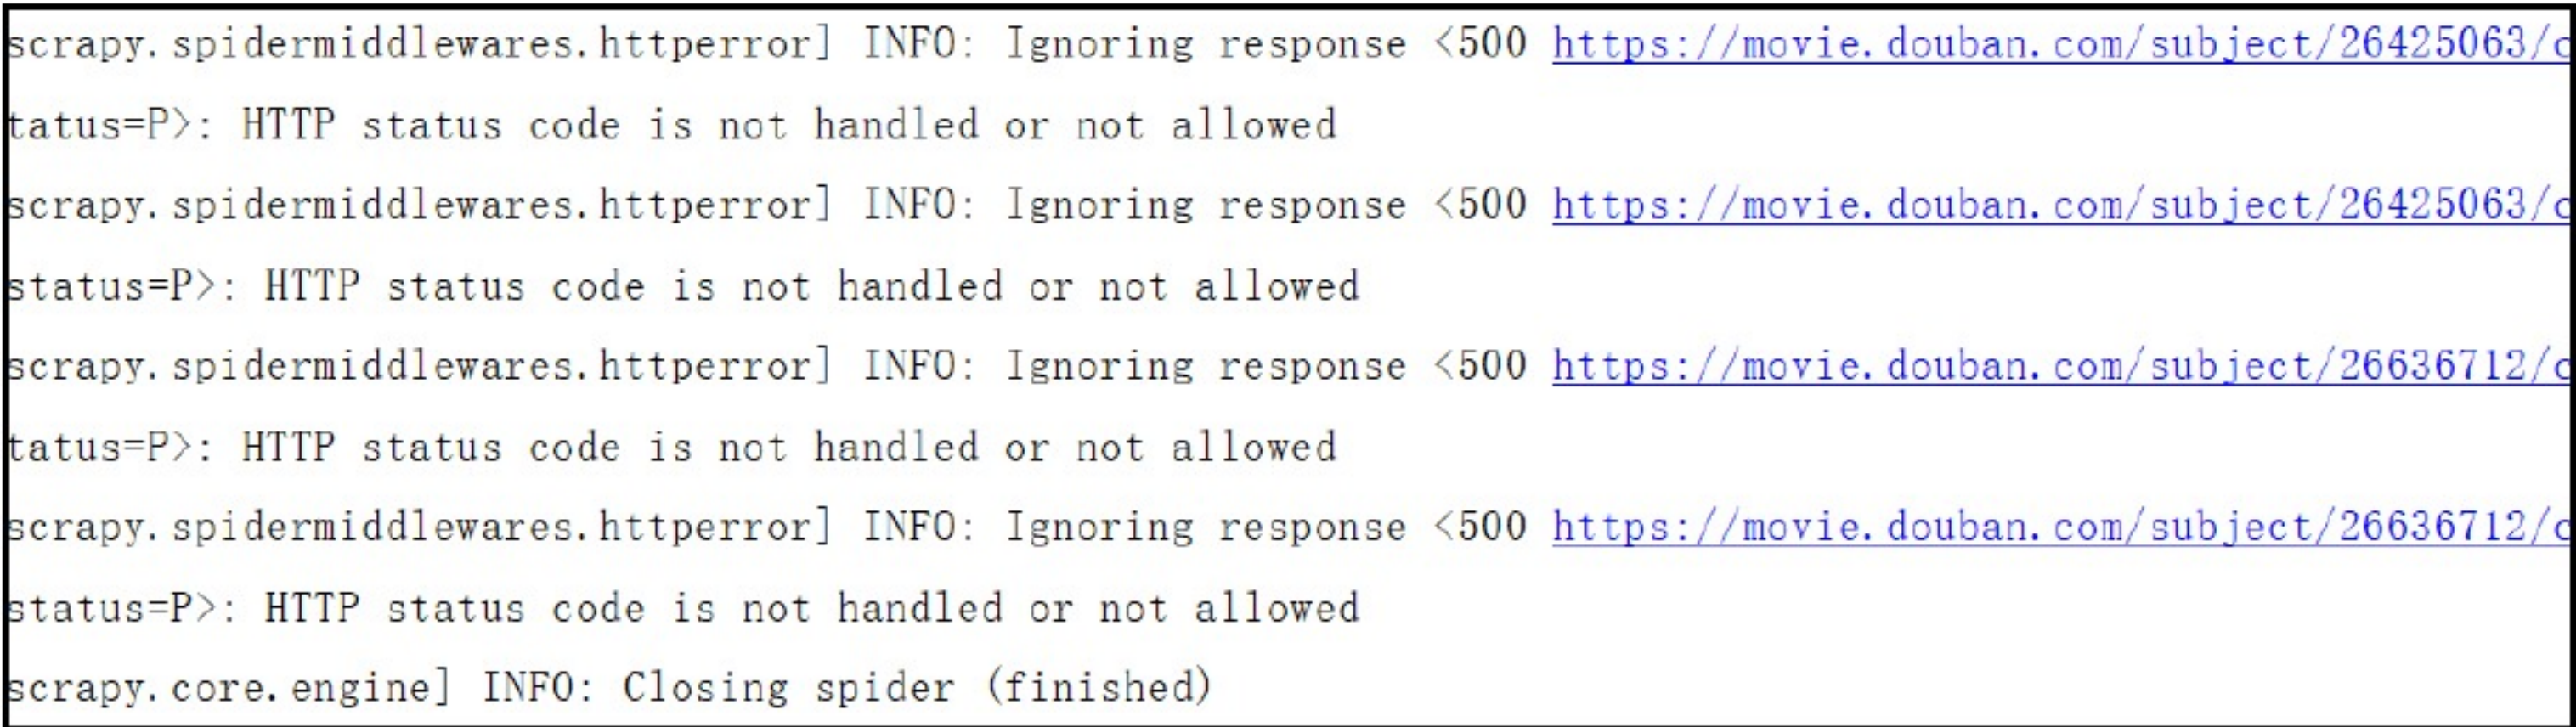 scrapy.spidermiddlewares.httperror] INFO: Ignoring response <500 https://movie.douban.com/subject/26425063/c
tatus=P>: HTTP status code is not handled or not allowed
scrapy.spidermiddlewares.httperror] INFO: Ignoring response <500 https://movie.douban.com/subject/26425063/c
status=P>: HTTP status code is not handled or not allowed
scrapy.spidermiddlewares.httperror] INFO: Ignoring response <500 https://movie.douban.com/subject/26636712/c
tatus=P>: HTTP status code is not handled or not allowed
scrapy.spidermiddlewares.httperror] INFO: Ignoring response <500 https://movie.douban.com/subject/26636712/c
status=P>: HTTP status code is not handled or not allowed
scrapy.core.engine] INFO: Closing spider (finished)